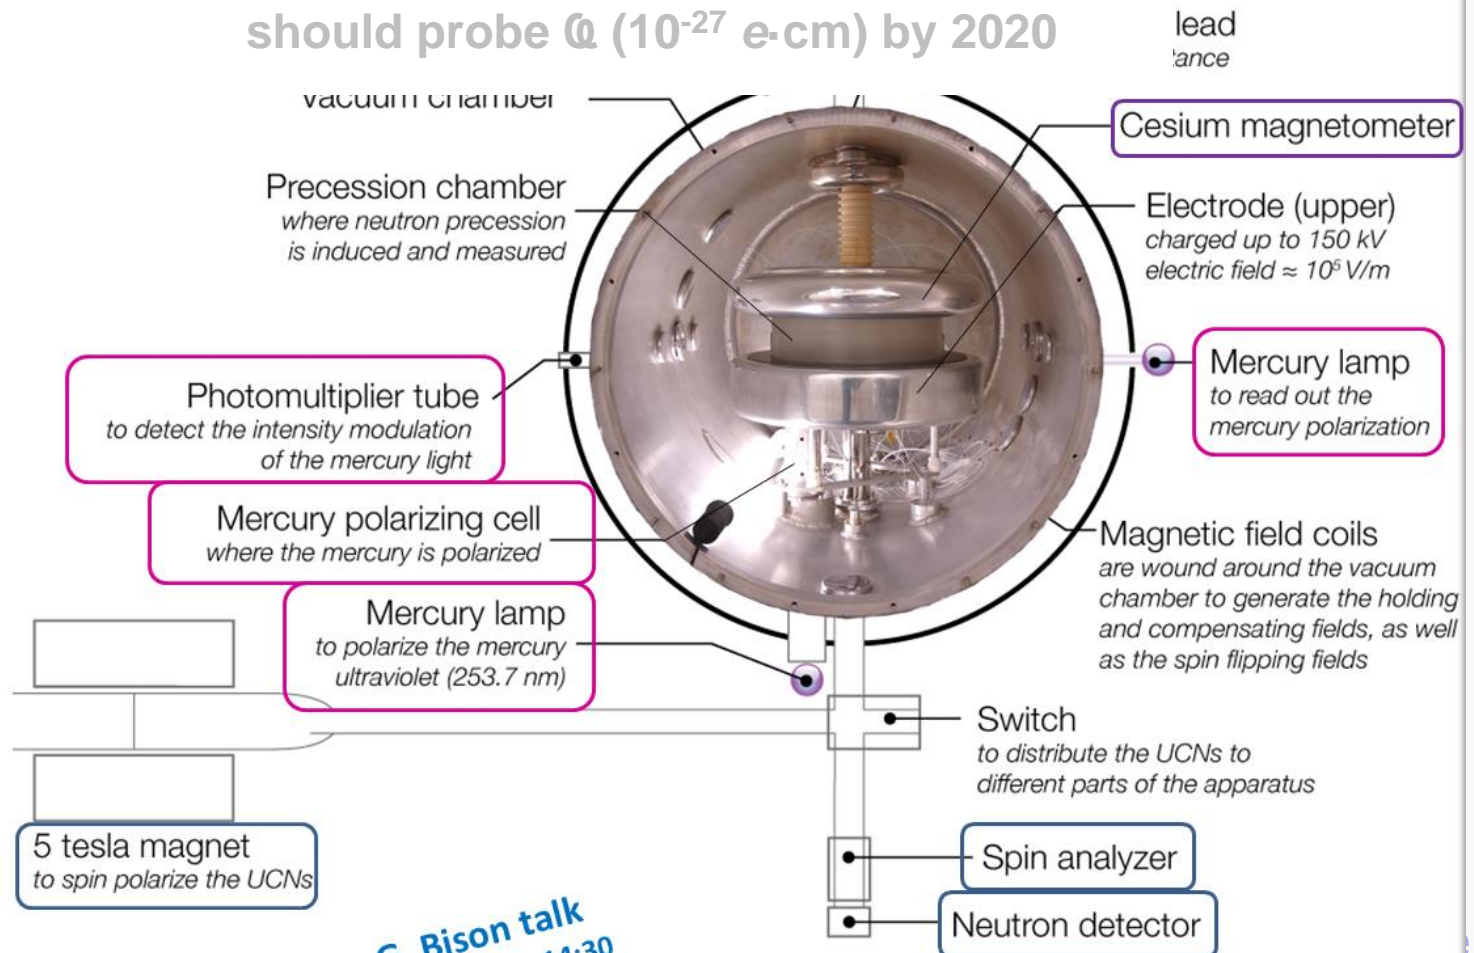 should probe (10⁻²⁷ e·cm) by 2020
lead
vacuum chamber
Cesium magnetometer
Precession chamber
where neutron precession
is induced and measured
Electrode (upper)
charged up to 150 kV
electric field ≈ 10⁵ V/m
Photomultiplier tube
to detect the intensity modulation
of the mercury light
Mercury lamp
to read out the
mercury polarization
Mercury polarizing cell
where the mercury is polarized
Magnetic field coils
are wound around the vacuum
chamber to generate the holding
and compensating fields, as well
as the spin flipping fields
Mercury lamp
to polarize the mercury
ultraviolet (253.7 nm)
Switch
to distribute the UCNs to
different parts of the apparatus
5 tesla magnet
to spin polarize the UCNs
Spin analyzer
Neutron detector
Bison talk